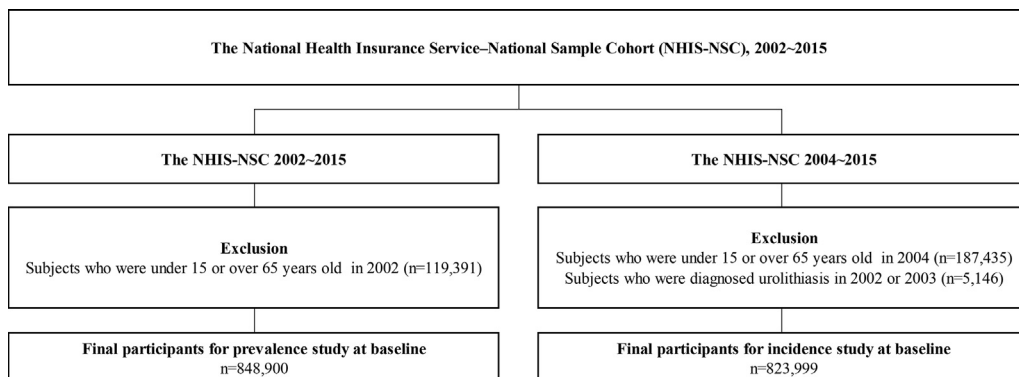 The National Health Insurance Service–National Sample Cohort (NHIS-NSC), 2002~2015
The NHIS-NSC 2002~2015
The NHIS-NSC 2004~2015
Exclusion
Subjects who were under 15 or over 65 years old in 2002 (n=119,391)
Exclusion
Subjects who were under 15 or over 65 years old in 2004 (n=187,435)
Subjects who were diagnosed urolithiasis in 2002 or 2003 (n=5,146)
Final participants for prevalence study at baseline
n=848,900
Final participants for incidence study at baseline
n=823,999